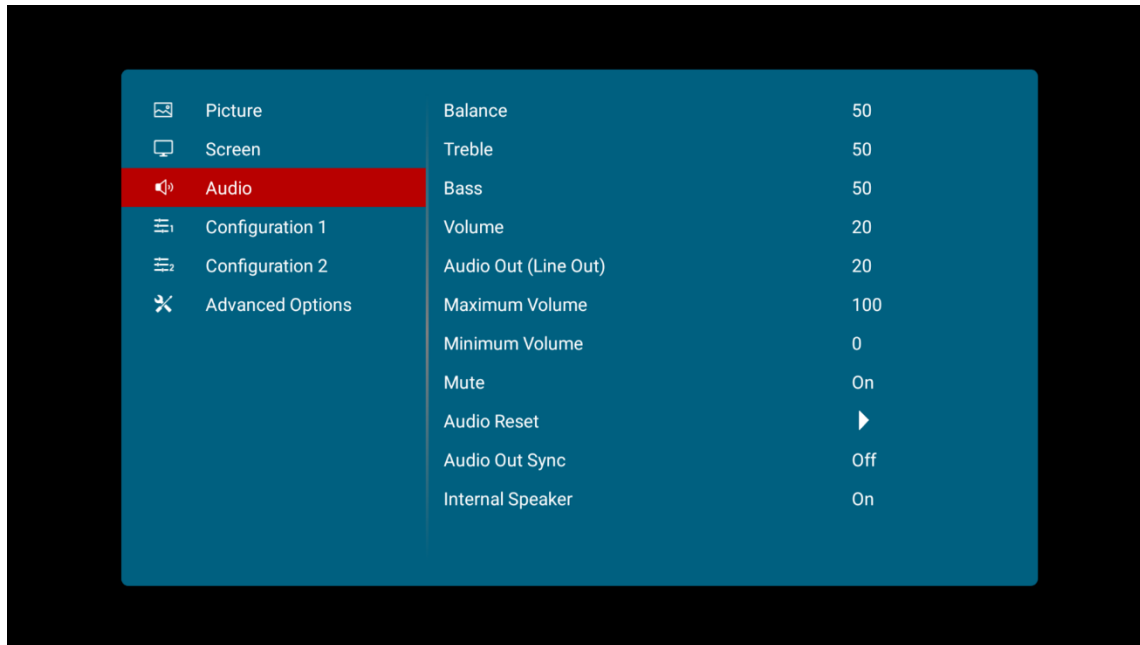 Picture
Screen
Audio
Configuration 1
Configuration 2
Advanced Options
Balance 50
Treble 50
Bass 50
Volume 20
Audio Out (Line Out) 20
Maximum Volume 100
Minimum Volume 0
Mute On
Audio Reset
Audio Out Sync Off
Internal Speaker On